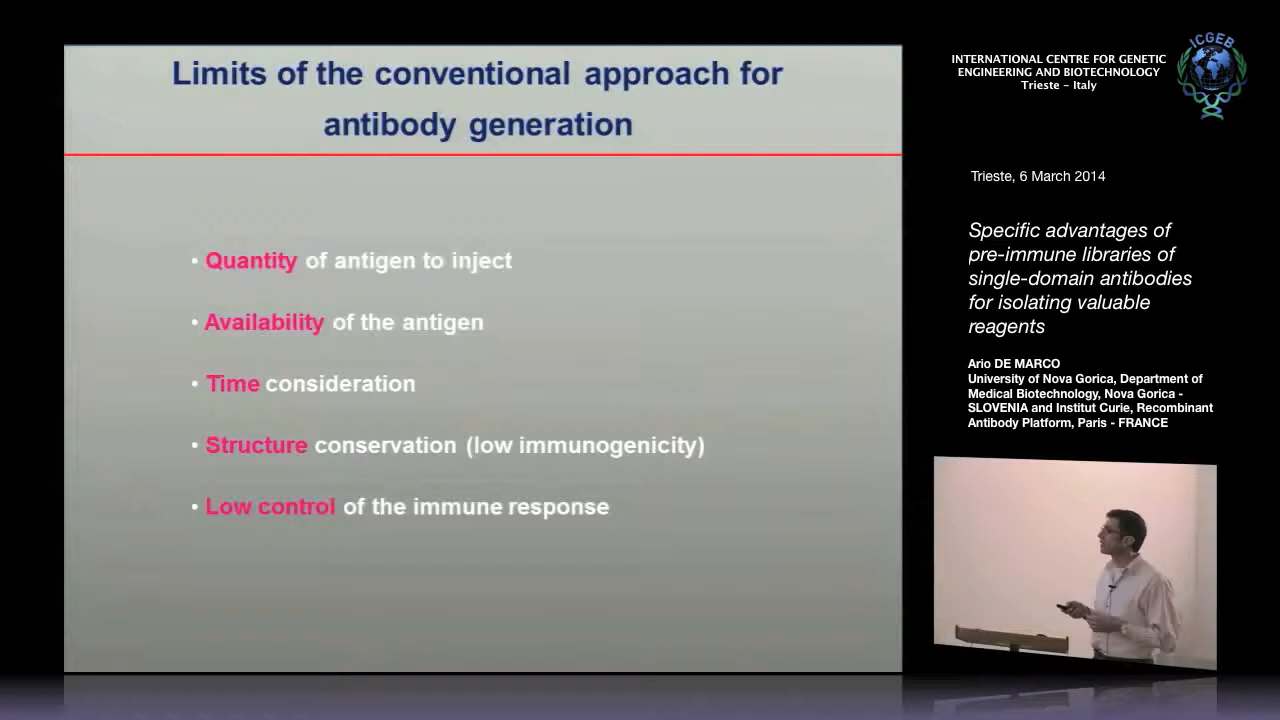 Limits of the conventional approach for
antibody generation
• Quantity of antigen to inject
• Availability of the antigen
• Time consideration
• Structure conservation (low immunogenicity)
• Low control of the immune response
INTERNATIONAL CENTRE FOR GENETIC
ENGINEERING AND BIOTECHNOLOGY
Trieste - Italy
ICGEB
Trieste, 6 March 2014
Specific advantages of
pre-immune libraries of
single-domain antibodies
for isolating valuable
reagents
Ario DE MARCO
University of Nova Gorica, Department of
Medical Biotechnology, Nova Gorica -
SLOVENIA and Institut Curie, Recombinant
Antibody Platform, Paris - FRANCE